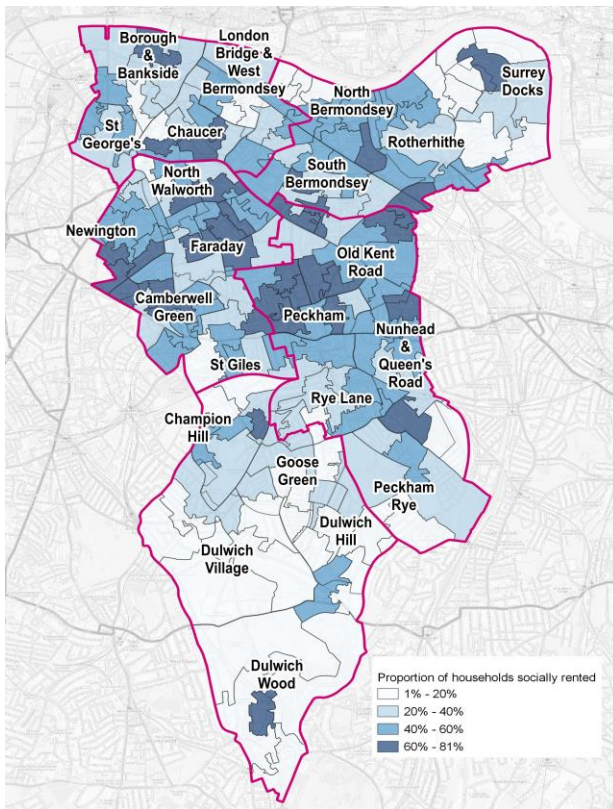 Borough
&
Bankside
London
Bridge &
West
Bermondsey
Surrey
Docks
North
Bermondsey
St
George's
Chaucer
Rotherhithe
South
Bermondsey
North
Walworth
Newington
Faraday
Old Kent
Road
Camberwell
Green
Peckham
Nunhead
&
Queen's
Road
St Giles
Rye Lane
Champion
Hill
Goose
Green
Peckham
Rye
Dulwich
Hill
Dulwich
Village
Dulwich
Wood
Proportion of households socially rented
1% - 20%
20% - 40%
40% - 60%
60% - 81%